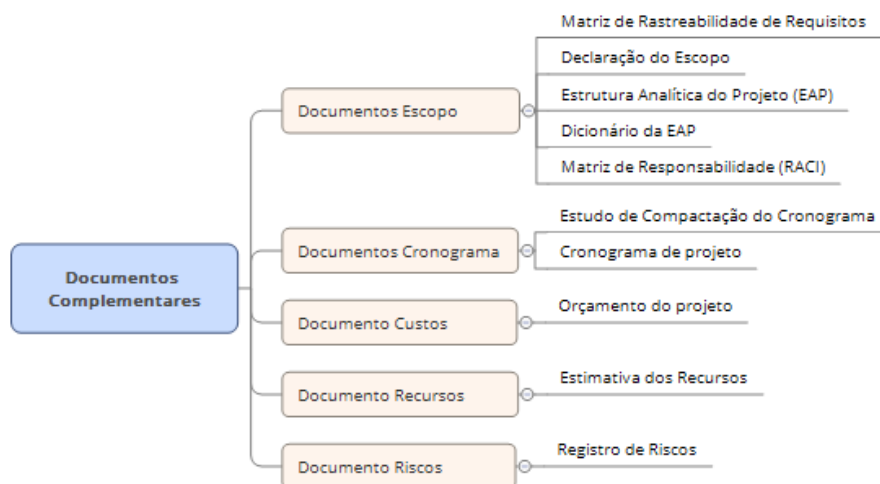 Documentos
Complementares
Documentos Escopo
Matriz de Rastreabilidade de Requisitos
Declaração do Escopo
Estrutura Analítica do Projeto (EAP)
Dicionário da EAP
Matriz de Responsabilidade (RACI)
Documentos Cronograma
Estudo de Compactação do Cronograma
Cronograma de projeto
Documento Custos
Orçamento do projeto
Documento Recursos
Estimativa dos Recursos
Documento Riscos
Registro de Riscos